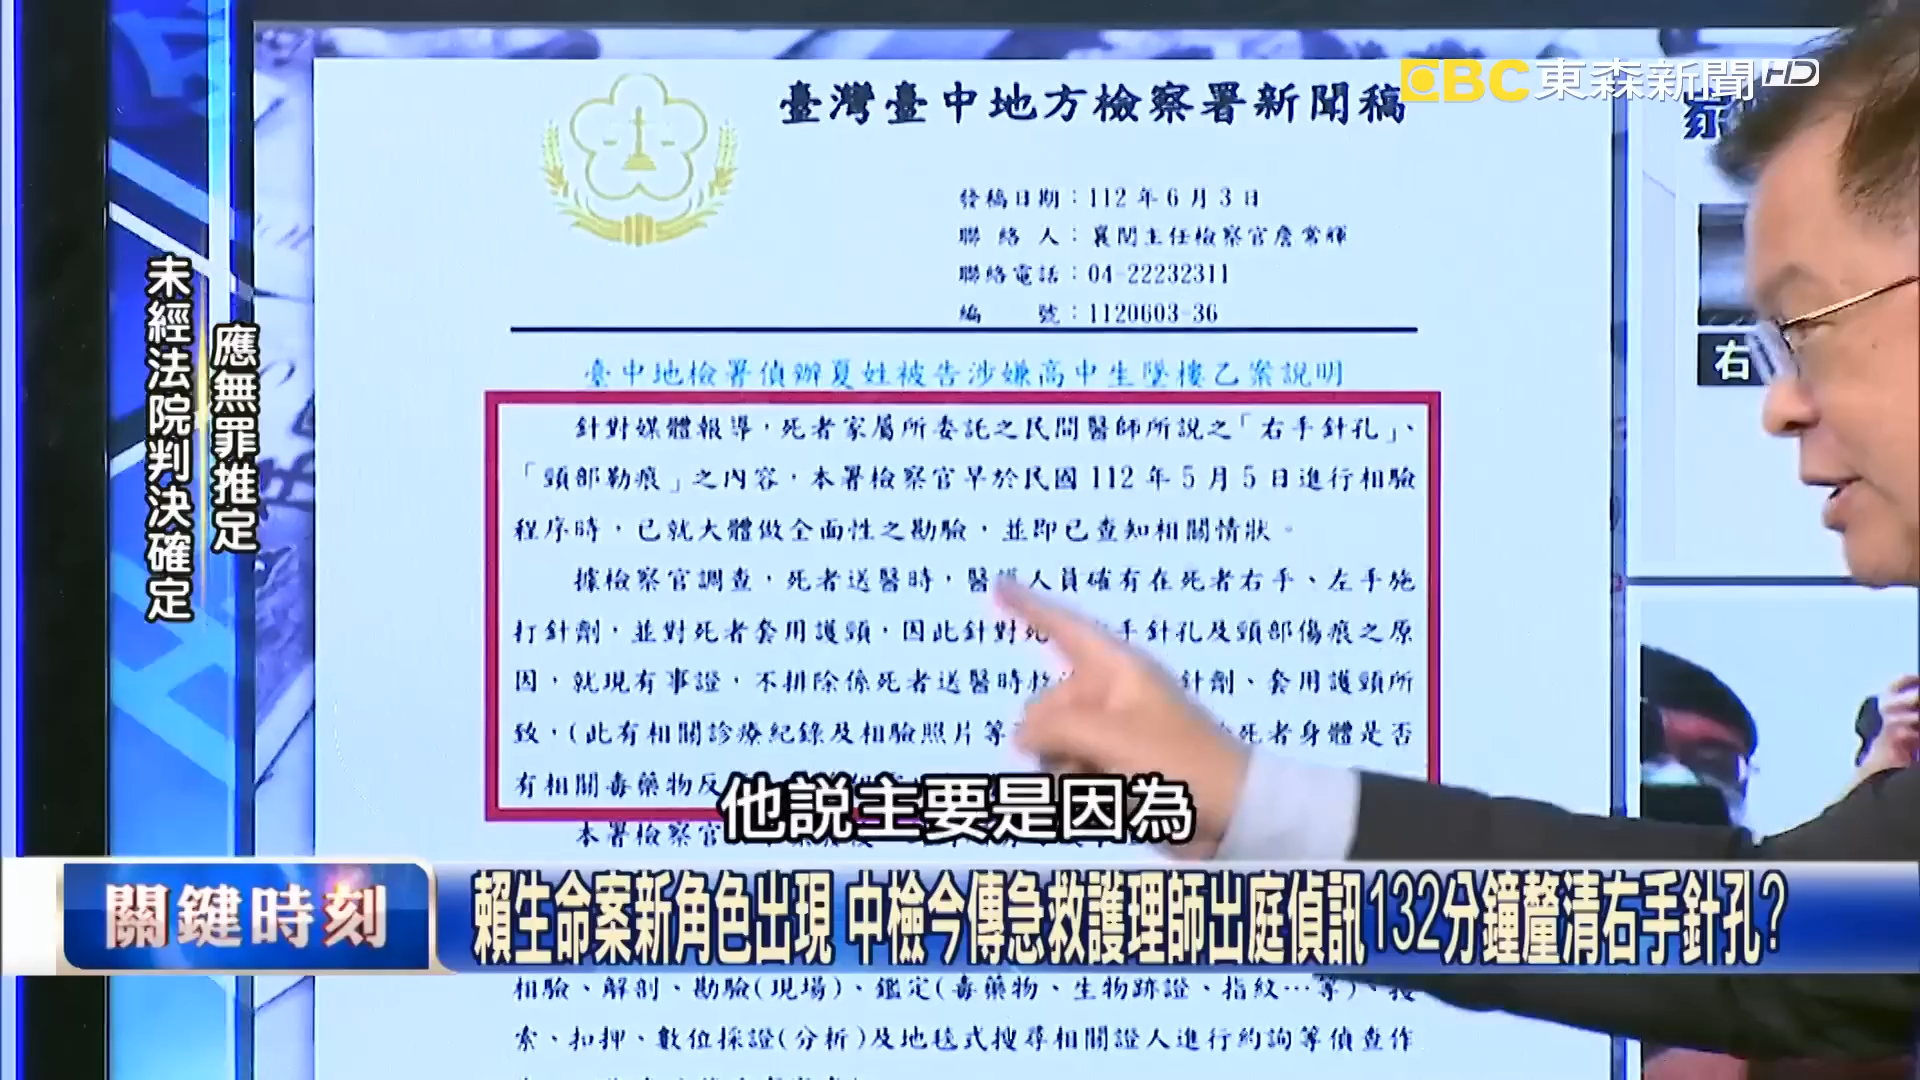 EBC 東森新聞 HD
臺灣臺中地方檢察署新聞稿
發稿日期：112 年 6 月 3 日
聯 絡 人：襄閱主任檢察官詹常輝
聯絡電話：04-22232311
編 號：1120603-36
臺中地檢署偵辦夏姓被告涉嫌高中生墜樓乙案說明
針對媒體報導，死者家屬所委託之民間醫師所說之「右手針孔」、
「頸部勒痕」之內容，本署檢察官早於民國 112 年 5 月 5 日進行相驗
程序時，已就大體做全面性之勘驗，並即已查知相關情狀。
據檢察官調查，死者送醫時，醫 人員確有在死者右手、左手施
打針劑，並對死者套用護頸，因此針對死 手針孔及頸部傷痕之原
因，就現有事證，不排除係死者送醫時 針劑、套用護頸所
致，(此有相關診療紀錄及相驗照片等 死者身體是否
有相關毒藥物反
本署檢察官
相驗、解剖、勘驗(現場)、鑑定(毒藥物、生物跡證、指紋…等)、搜
索、扣押、數位採證(分析)及地毯式搜尋相關證人進行約詢等偵查作
應無罪推定
未經法院判決確定
右
他說主要是因為
關鍵時刻
賴生命案新角色出現 中檢今傳急救護理師出庭偵訊132分鐘釐清右手針孔?